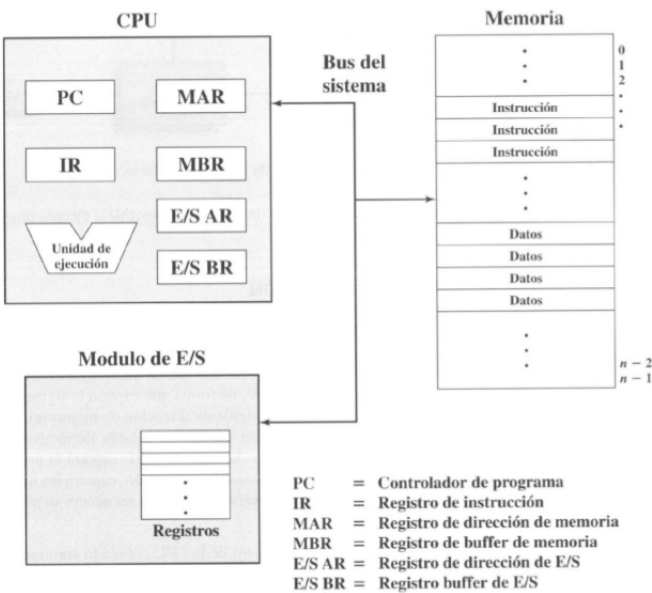 CPU
PC
MAR
IR
MBR
E/S AR
Unidad de
ejecución
E/S BR
Bus del
sistema
Memoria
0
1
2
Instrucción
Instrucción
Instrucción
Datos
Datos
Datos
Datos
n − 2
n − 1
Modulo de E/S
Registros
PC = Controlador de programa
IR = Registro de instrucción
MAR = Registro de dirección de memoria
MBR = Registro de buffer de memoria
E/S AR = Registro de dirección de E/S
E/S BR = Registro buffer de E/S